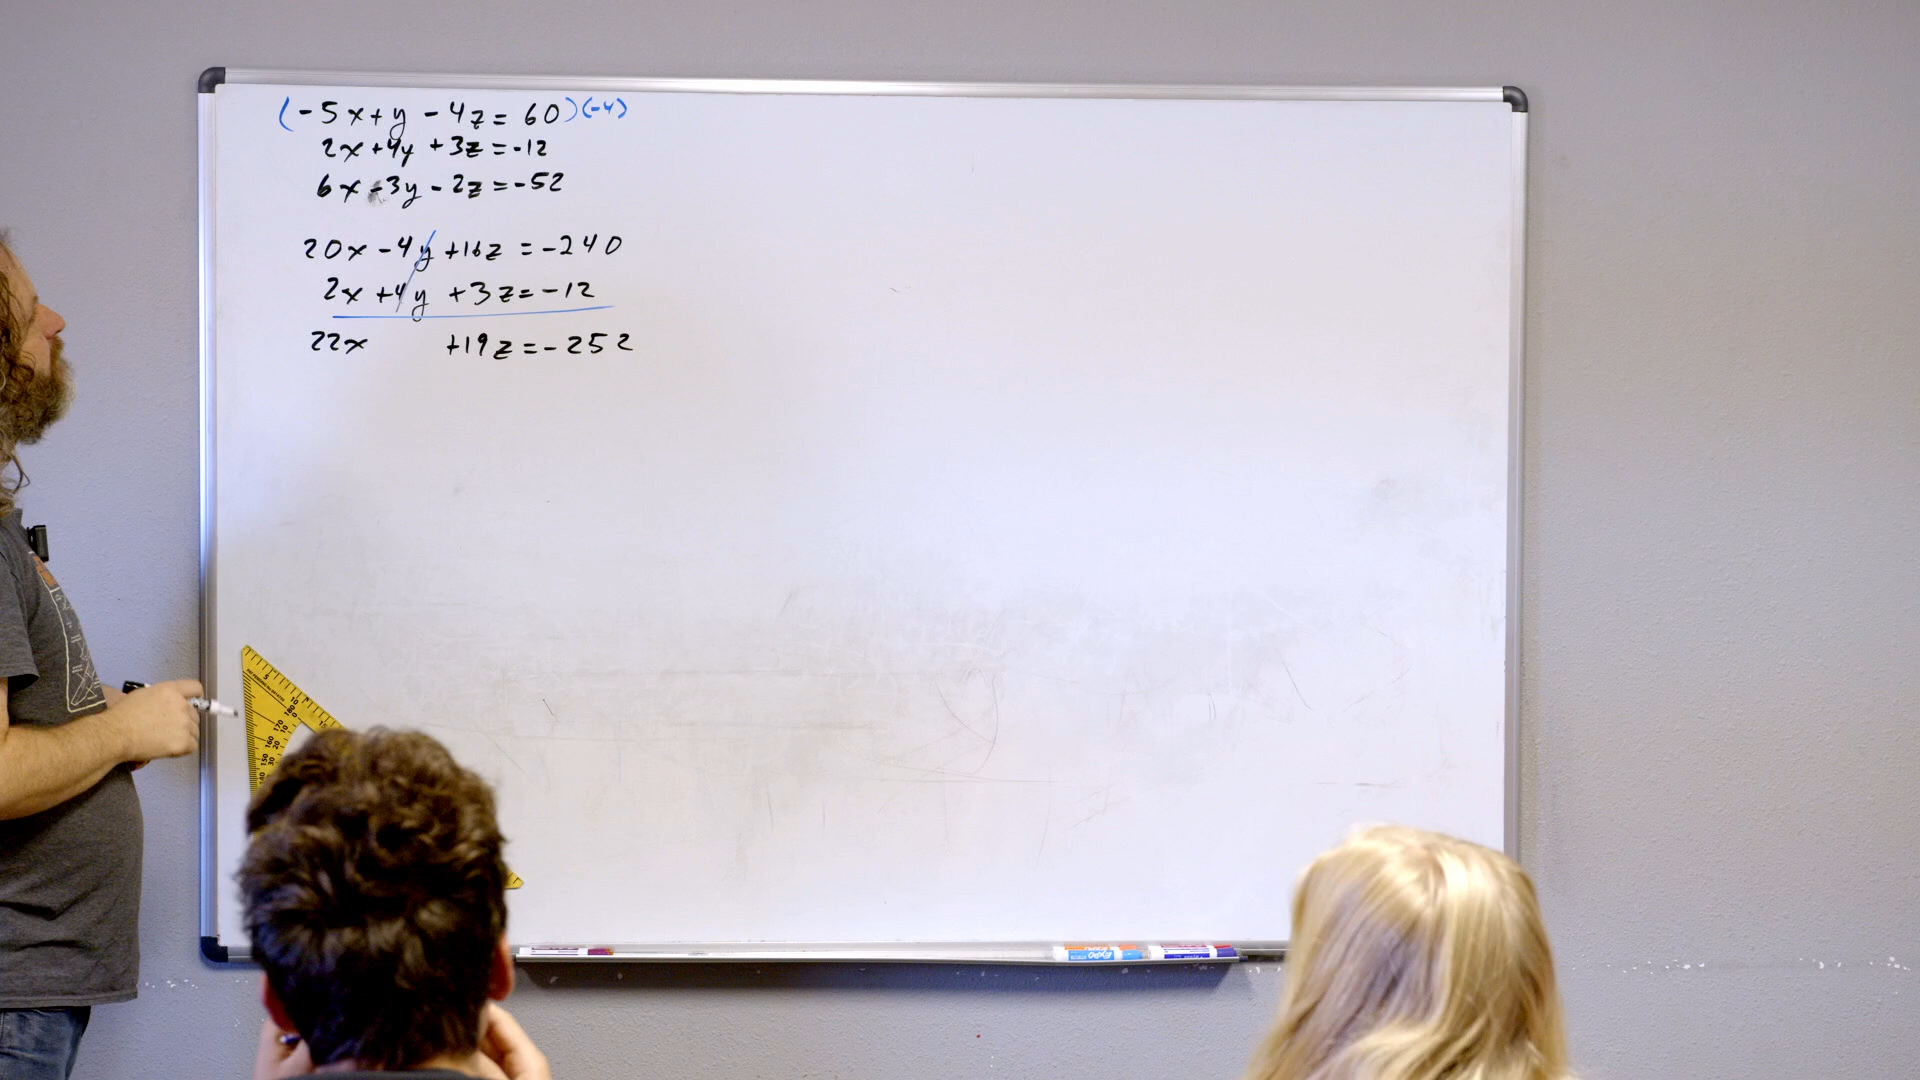 (-5x+y-4z=60)(-4)
2x+4y+3z=-12
6x-3y-2z=-52
20x-4y+16z=-240
2x+4y+3z=-12
22x +19z=-252
EXPO